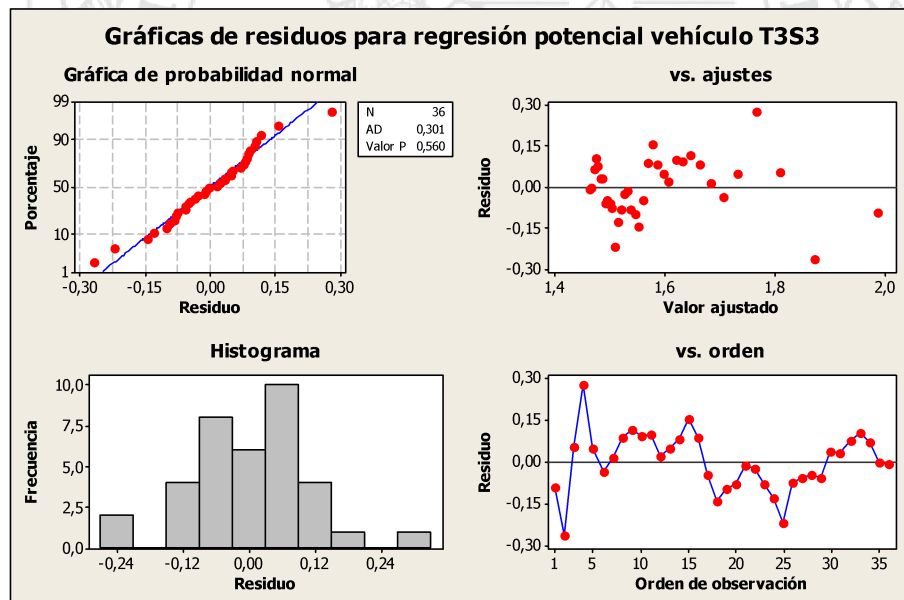 Gráficas de residuos para regresión potencial vehículo T3S3
Gráfica de probabilidad normal
99
90
50
10
1
Porcentaje
-0,30 -0,15 0,00 0,15 0,30
Residuo
N 36
AD 0,301
Valor P 0,560
vs. ajustes
0,30
0,15
0,00
-0,15
-0,30
Residuo
1,4 1,6 1,8 2,0
Valor ajustado
Histograma
10,0
7,5
5,0
2,5
0,0
Frecuencia
-0,24 -0,12 0,00 0,12 0,24
Residuo
vs. orden
0,30
0,15
0,00
-0,15
-0,30
Residuo
1 5 10 15 20 25 30 35
Orden de observación